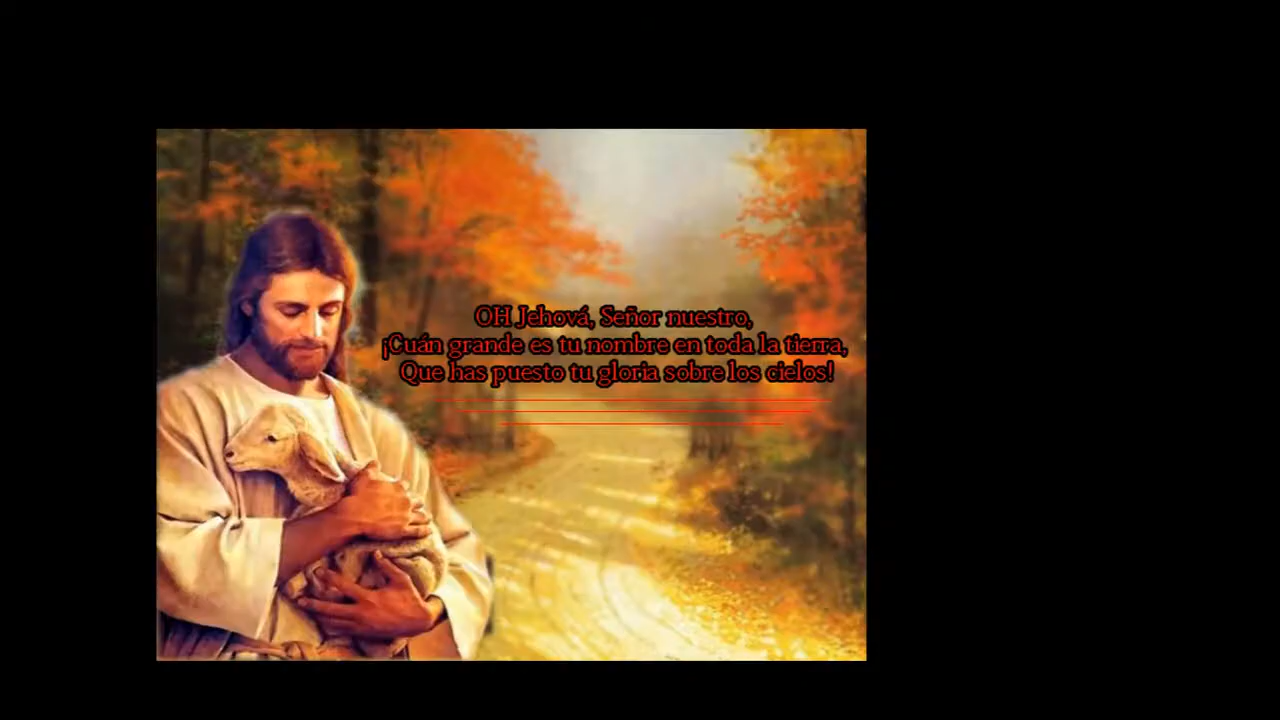 OH Jehová, Señor nuestro,
¡Cuán grande es tu nombre en toda la tierra,
Que has puesto tu gloria sobre los cielos!